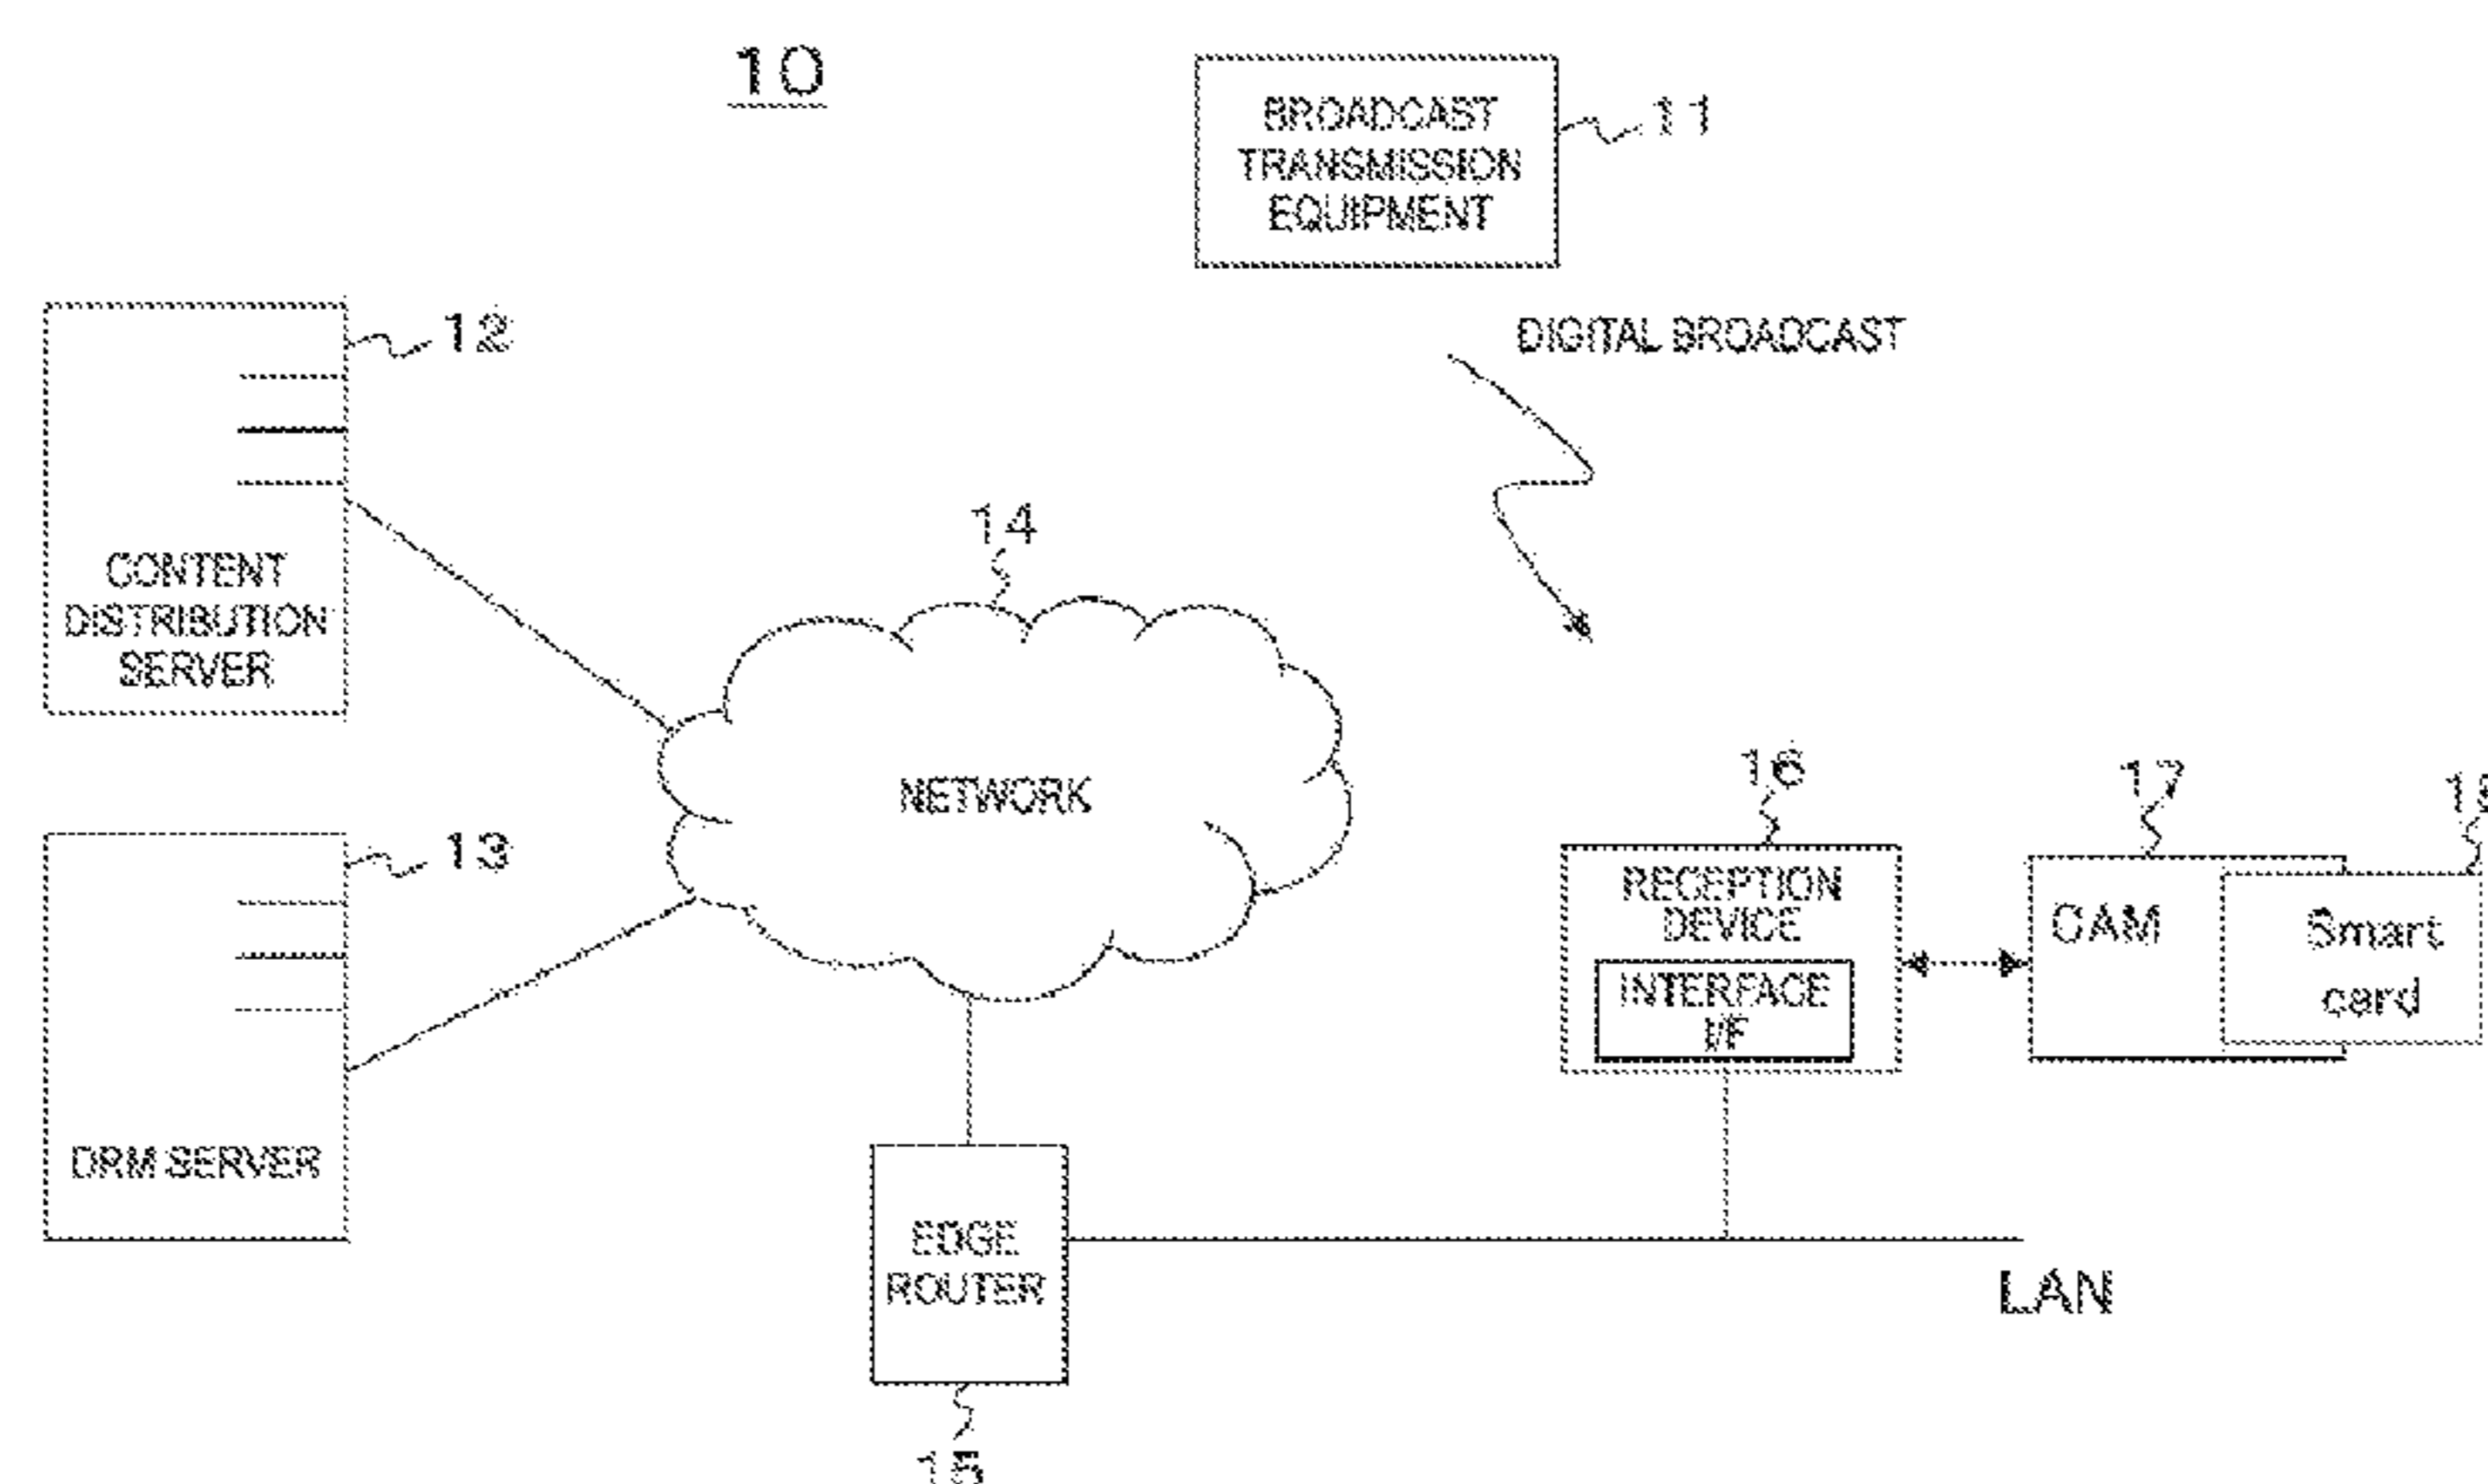 10
BROADCAST
TRANSMISSION
EQUIPMENT
11
DIGITAL BROADCAST
12
CONTENT
DISTRIBUTION
SERVER
14
NETWORK
13
DRM SERVER
16
RECEPTION
DEVICE
INTERFACE
I/F
17
CAM
Smart
card
EDGE
ROUTER
15
LAN